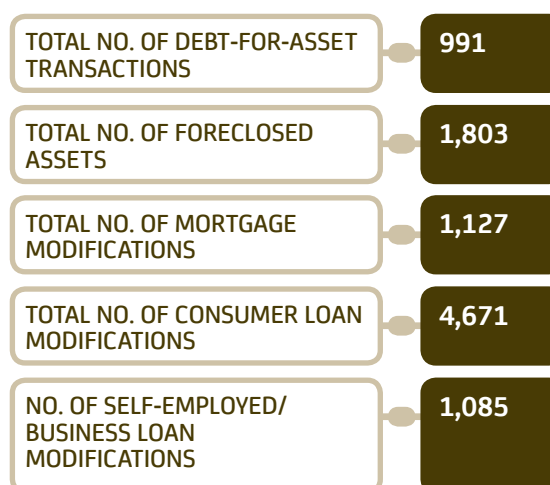 TOTAL NO. OF DEBT-FOR-ASSET
TRANSACTIONS
991
TOTAL NO. OF FORECLOSED
ASSETS
1,803
TOTAL NO. OF MORTGAGE
MODIFICATIONS
1,127
TOTAL NO. OF CONSUMER LOAN
MODIFICATIONS
4,671
NO. OF SELF-EMPLOYED/
BUSINESS LOAN
MODIFICATIONS
1,085